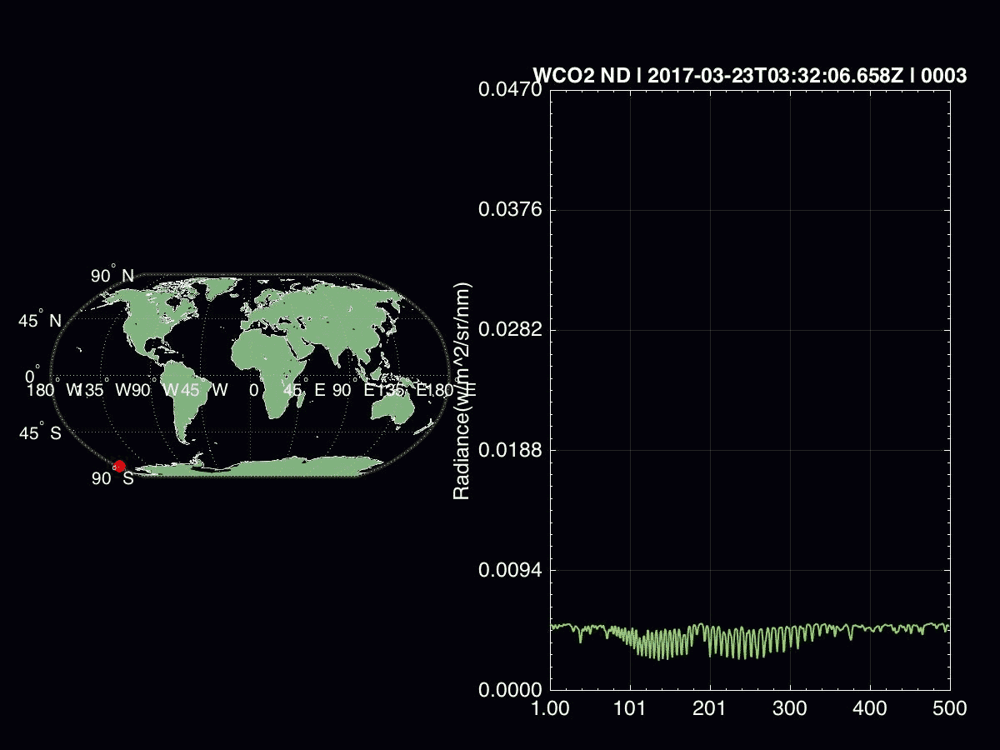 WCO2 ND | 2017-03-23T03:32:06.658Z | 0003
0.0470
0.0376
0.0282
0.0188
0.0094
0.0000
Radiance(w/m^2/sr/nm)
1.00 101 201 300 400 500
90° N
45° N
0°
180° W 135° W 90° W 45° W 0 45° E 90° E 135° E 180° E
45° S
90° S